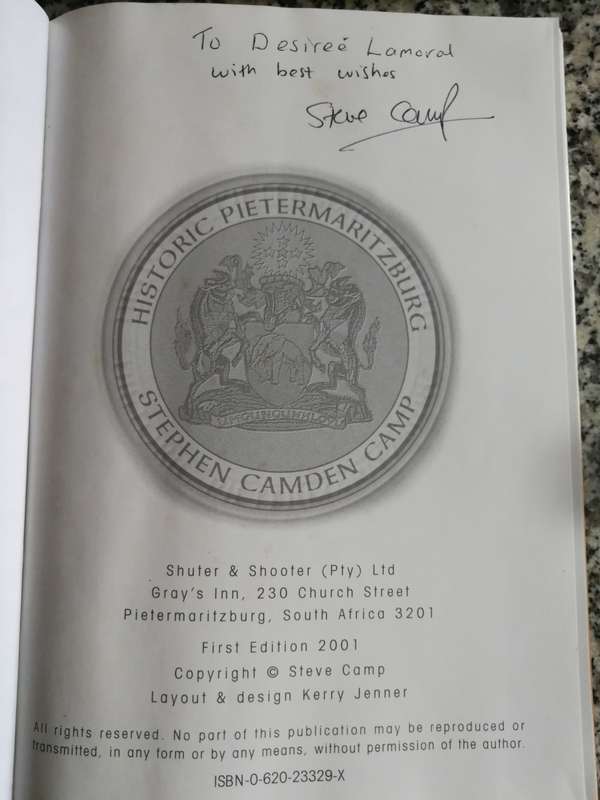 To Desireé Lamoral
with best wishes
Steve Camp
HISTORIC PIETERMARITZBURG
UMGUNGUNHLOVU
STEPHEN CAMDEN CAMP
Shuter & Shooter (Pty) Ltd
Gray's Inn, 230 Church Street
Pietermaritzburg, South Africa 3201
First Edition 2001
Copyright © Steve Camp
Layout & design Kerry Jenner
All rights reserved. No part of this publication may be reproduced or
transmitted, in any form or by any means, without permission of the author.
ISBN-0-620-23329-X